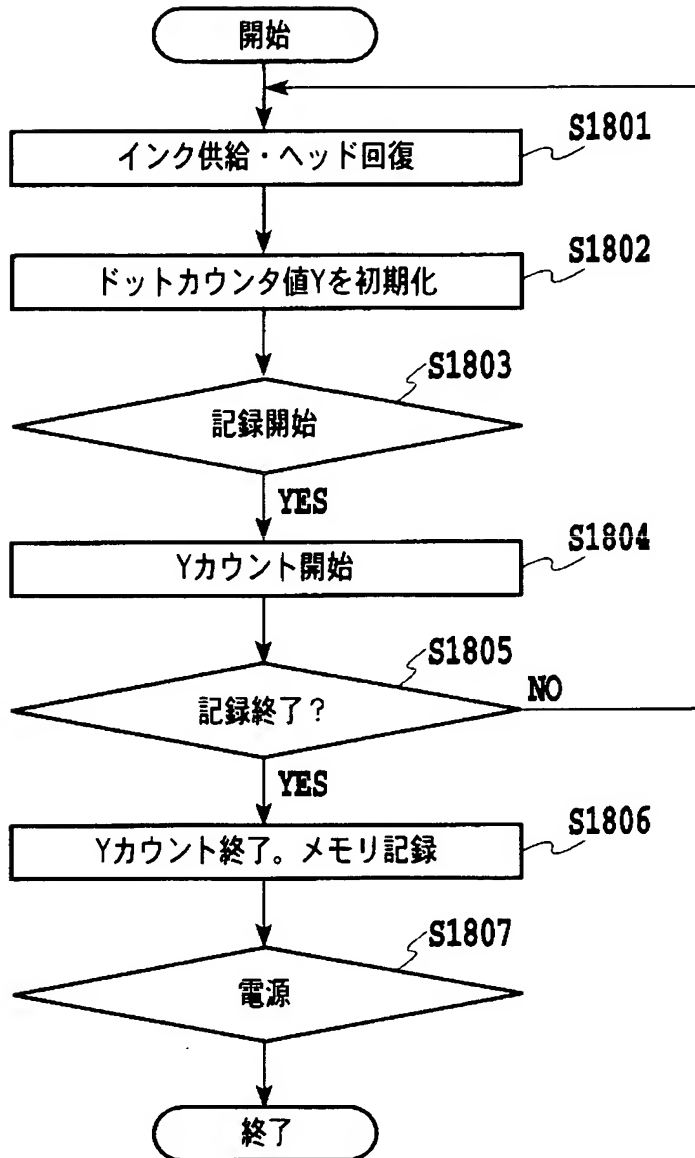 開始
インク供給・ヘッド回復
S1801
ドットカウンタ値Yを初期化
S1802
記録開始
S1803
YES
Yカウント開始
S1804
記録終了？
S1805
NO
YES
Yカウント終了。メモリ記録
S1806
電源
S1807
終了